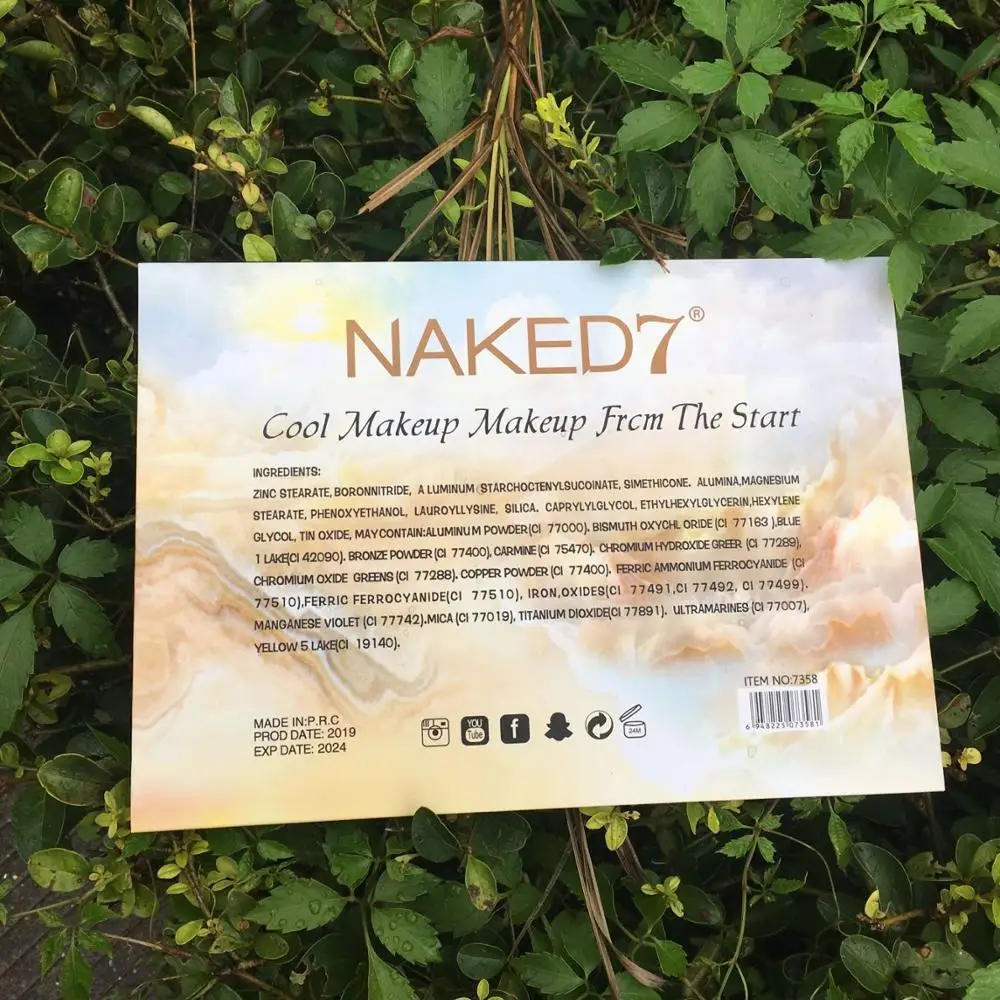 NAKED7®
Cool Makeup Makeup Frcm The Start
INGREDIENTS:
ZINC STEARATE, BORONNITRIDE, A LUMINUM STARCHOCTENYLSUCOINATE, SIMETHICONE. ALUMINA,MAGNESIUM
STEARATE, PHENOXYETHANOL, LAUROYLLYSINE, SILICA. CAPRYLYLGLYCOL, ETHYLHEXYLGLYCERIN,HEXYLENE
GLYCOL, TIN OXIDE, MAYCONTAIN:ALUMINUM POWDER(CI 77000). BISMUTH OXYCHL ORIDE (CI 77163 ),BLUE
1 LAKE(CI 42090). BRONZE POWDER (CI 77400), CARMINE(CI 75470). CHROMIUM HYDROXIDE GREER (CI 77289),
CHROMIUM OXIDE GREENS (CI 77288). COPPER POWDER (CI 77400). FERRIC AMMONIUM FERROCYANIDE (CI
77510),FERRIC FERROCYANIDE(CI 77510), IRON,OXIDES(CI 77491,CI 77492, CI 77499).
MANGANESE VIOLET (CI 77742).MICA (CI 77019), TITANIUM DIOXIDE(CI 77891). ULTRAMARINES (CI 77007),
YELLOW 5 LAKE(CI 19140).
ITEM NO:7358
6 948225 073581
MADE IN:P.R.C
PROD DATE: 2019
EXP DATE: 2024
You
Tube
f
24M